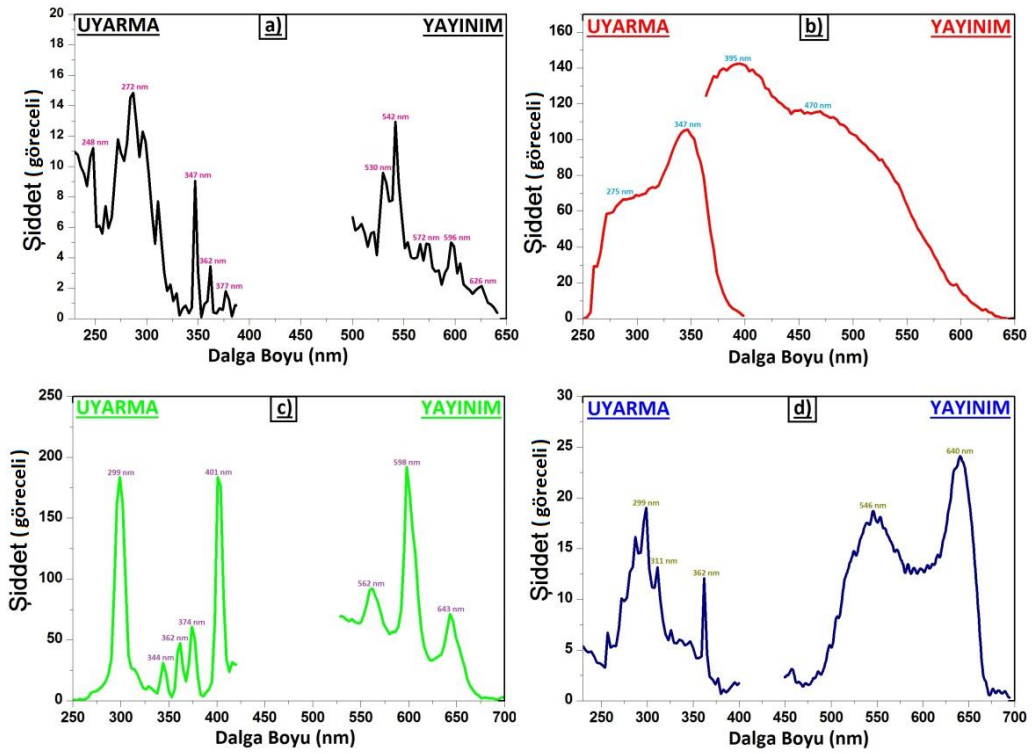 UYARMA a) YAYINIM
20
18
16
14
12
10
8
6
4
2
0
272 nm
248 nm
347 nm
362 nm
377 nm
542 nm
530 nm
572 nm
596 nm
626 nm
250 300 350 400 450 500 550 600 650
Şiddet (göreceli)
Dalga Boyu (nm)
UYARMA b) YAYINIM
160
140
120
100
80
60
40
20
0
395 nm
470 nm
347 nm
275 nm
250 300 350 400 450 500 550 600 650
Şiddet (göreceli)
Dalga Boyu (nm)
UYARMA c) YAYINIM
250
200
150
100
50
0
299 nm
401 nm
598 nm
562 nm
374 nm
362 nm
344 nm
643 nm
250 300 350 400 450 500 550 600 650 700
Şiddet (göreceli)
Dalga Boyu (nm)
UYARMA d) YAYINIM
30
25
20
15
10
5
0
640 nm
299 nm
546 nm
311 nm
362 nm
250 300 350 400 450 500 550 600 650 700
Şiddet (göreceli)
Dalga Boyu (nm)